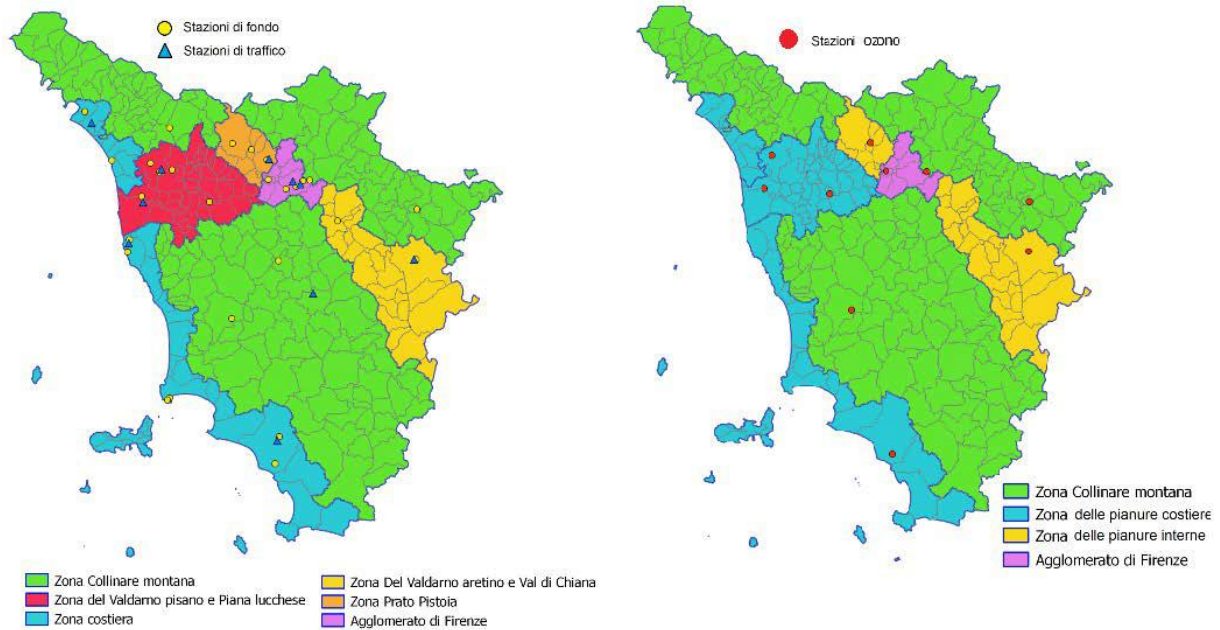 Stazioni di fondo
Stazioni di traffico
Zona Collinare montana
Zona del Valdarno pisano e Piana lucchese
Zona costiera
Zona Del Valdarno aretino e Val di Chiana
Zona Prato Pistoia
Agglomerato di Firenze
Stazioni ozono
Zona Collinare montana
Zona delle pianure costiere
Zona delle pianure interne
Agglomerato di Firenze